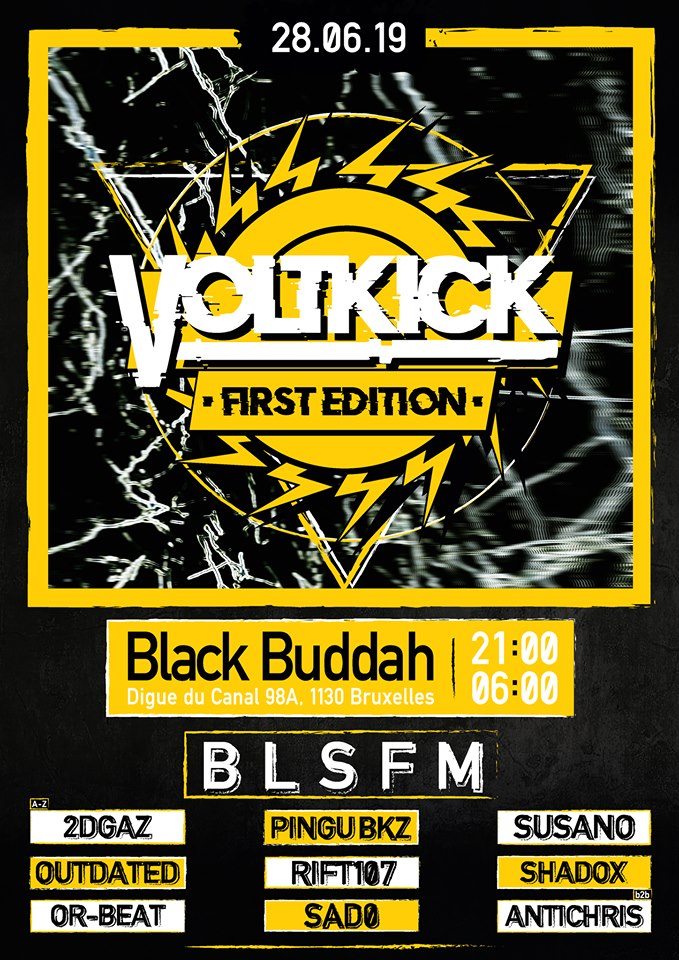 28.06.19
VOLTKICK
· FIRST EDITION ·
Black Buddah
Digue du Canal 98A, 1130 Bruxelles
21:00
06:00
BLSFM
A-Z
2DGAZ PINGU BKZ SUSANO
OUTDATED RIFT107 SHADOX
b2b
OR-BEAT SAD0 ANTICHRIS